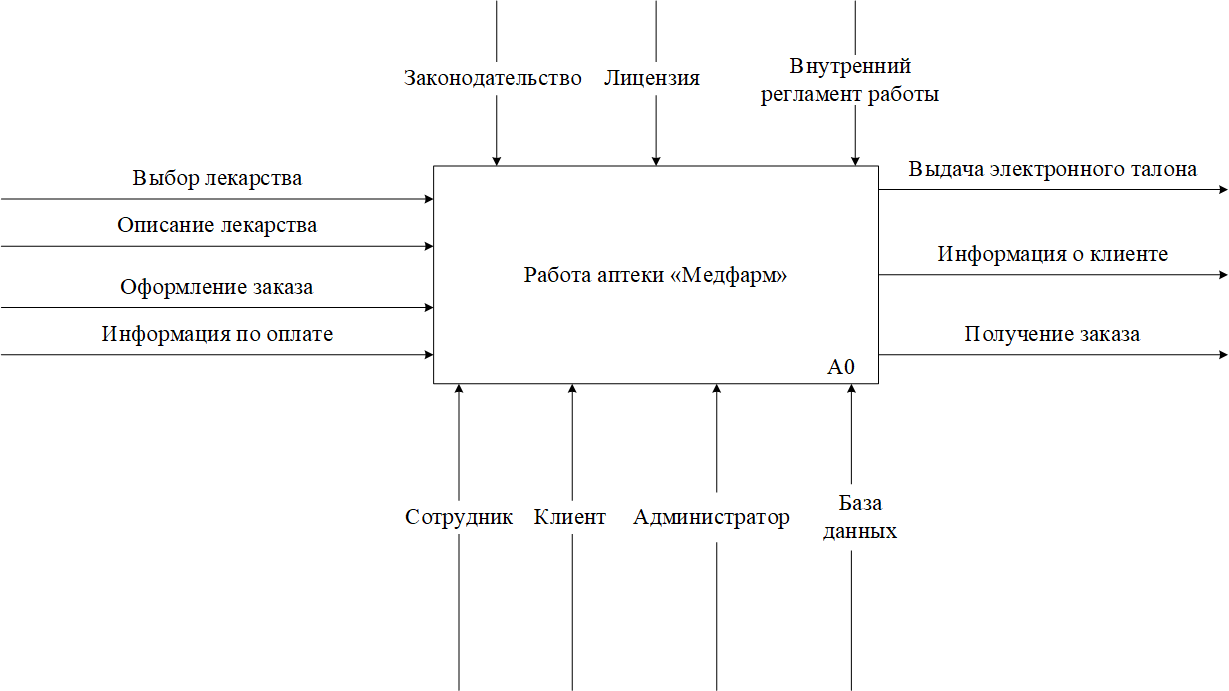 Законодательство
Лицензия
Внутренний
регламент работы
Выбор лекарства
Описание лекарства
Оформление заказа
Информация по оплате
Работа аптеки «Медфарм»
А0
Выдача электронного талона
Информация о клиенте
Получение заказа
Сотрудник
Клиент
Администратор
База
данных